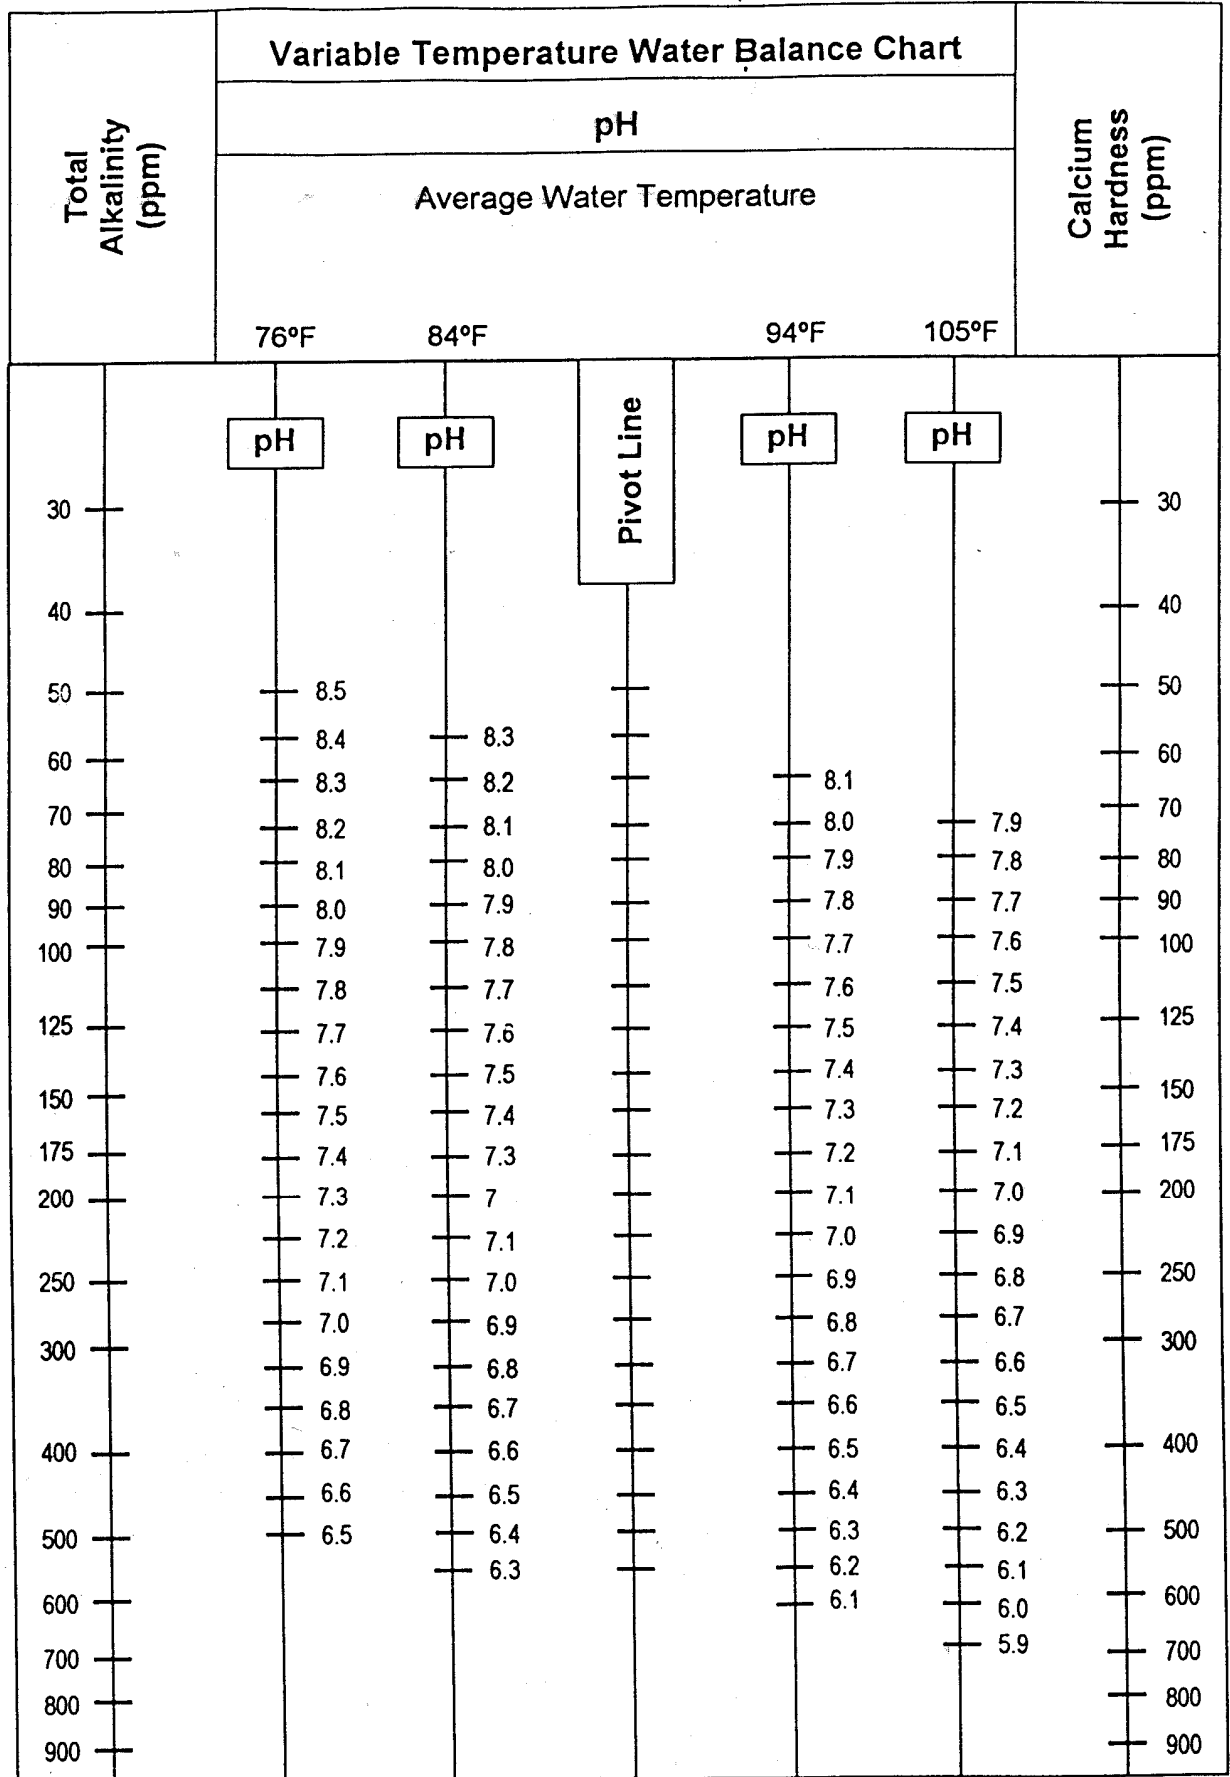 Variable Temperature Water Balance Chart
pH
Average Water Temperature
Total
Alkalinity
(ppm)
Calcium
Hardness
(ppm)
76ºF 84ºF 94ºF 105ºF
pH pH Pivot Line pH pH
30 30
40 40
50 8.5 50
8.4 8.3
60 60
8.3 8.2 8.1
70 8.2 8.1 8.0 7.9 70
80 8.1 8.0 7.9 7.8 80
90 8.0 7.9 7.8 7.7 90
100 7.9 7.8 7.7 7.6 100
7.8 7.7 7.6 7.5
125 7.7 7.6 7.5 7.4 125
7.6 7.5 7.4 7.3
150 150
7.5 7.4 7.3 7.2
175 7.4 7.3 7.2 7.1 175
200 7.3 7 7.1 7.0 200
7.2 7.1 7.0 6.9
250 7.1 7.0 6.9 6.8 250
7.0 6.9 6.8 6.7
300 300
6.9 6.8 6.7 6.6
6.8 6.7 6.6 6.5
400 6.7 6.6 6.5 6.4 400
6.6 6.5 6.4 6.3
500 6.5 6.4 6.3 6.2 500
6.3 6.2 6.1
600 6.1 6.0 600
5.9
700 700
800 800
900 900